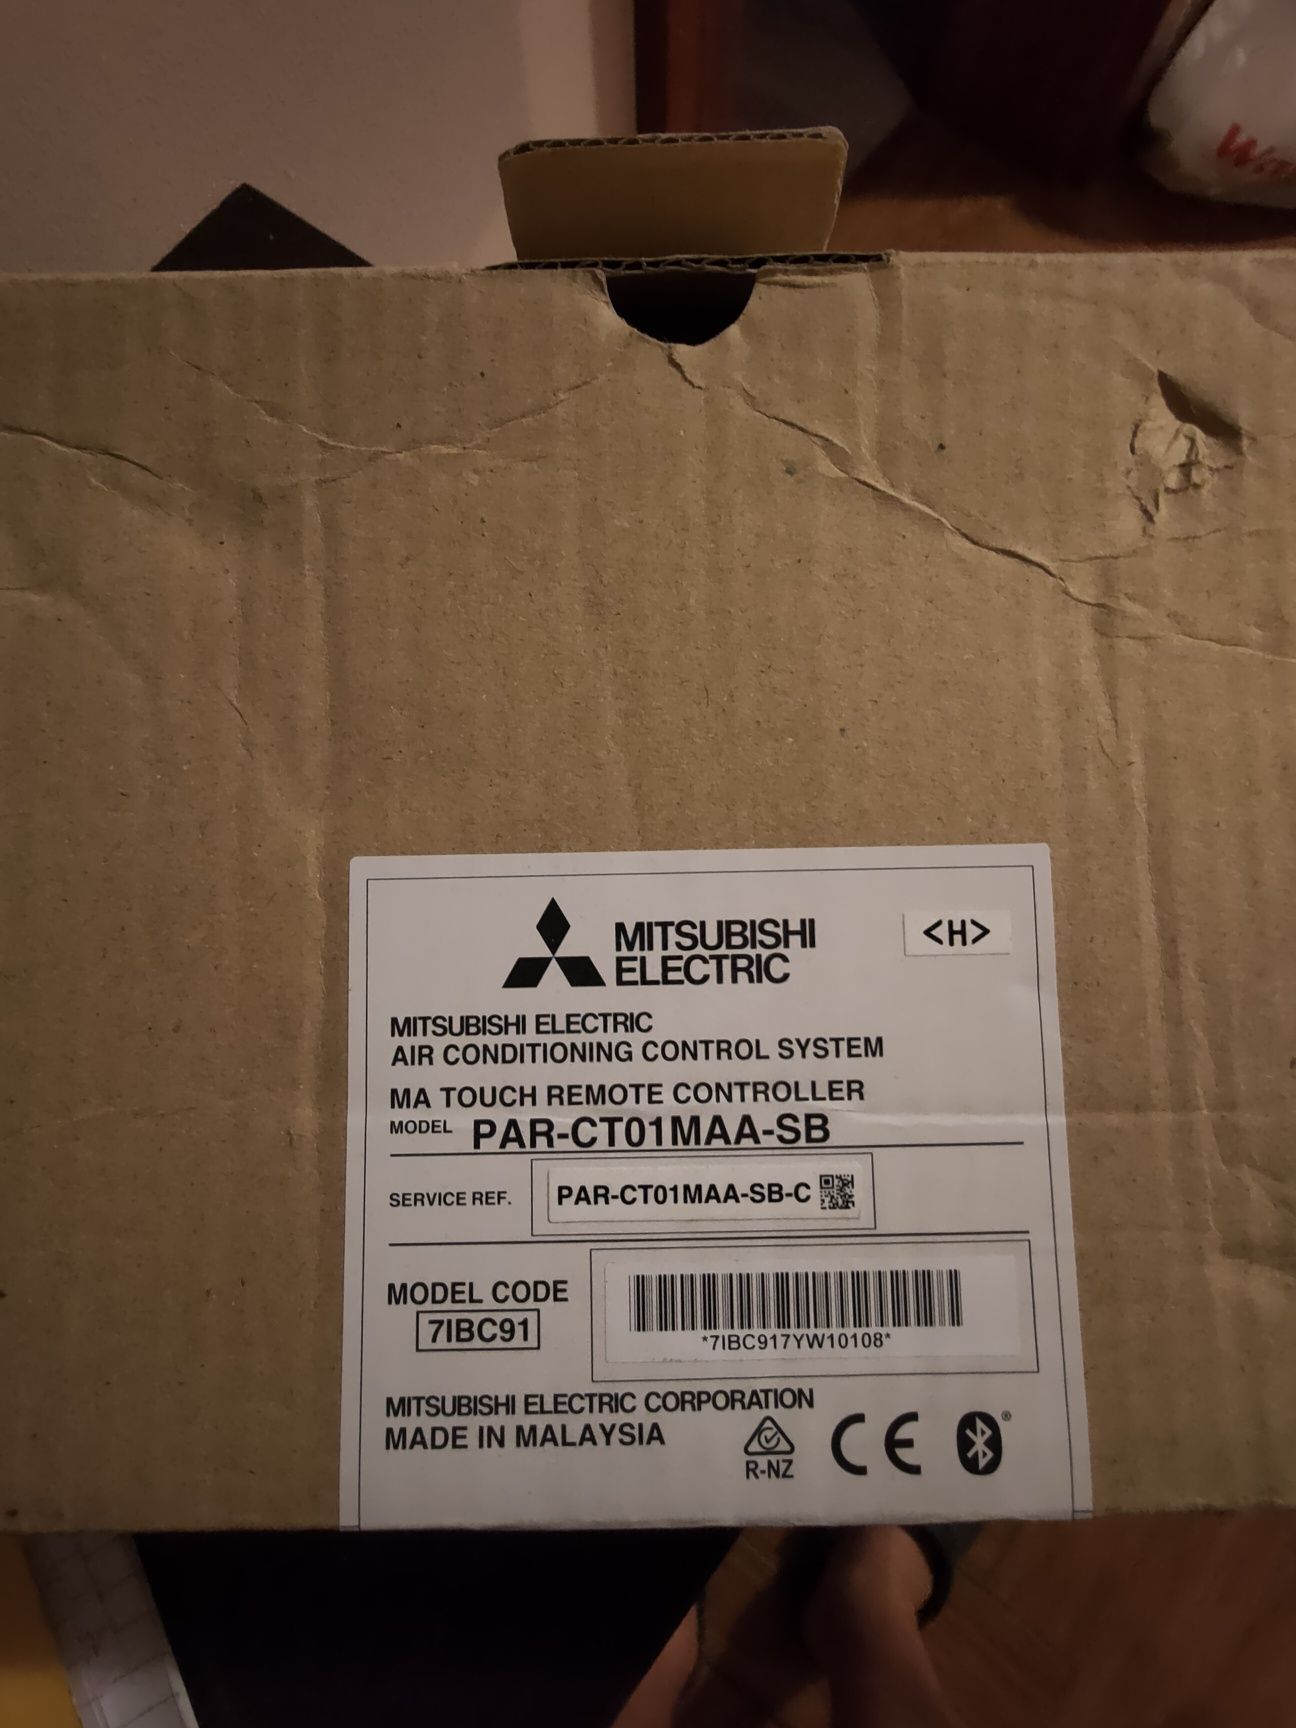 MITSUBISHI
ELECTRIC
<H>
MITSUBISHI ELECTRIC
AIR CONDITIONING CONTROL SYSTEM
MA TOUCH REMOTE CONTROLLER
MODEL PAR-CT01MAA-SB
SERVICE REF. PAR-CT01MAA-SB-C
MODEL CODE
7IBC91
*7IBC917YW10108*
MITSUBISHI ELECTRIC CORPORATION
MADE IN MALAYSIA
R-NZ
CE
®